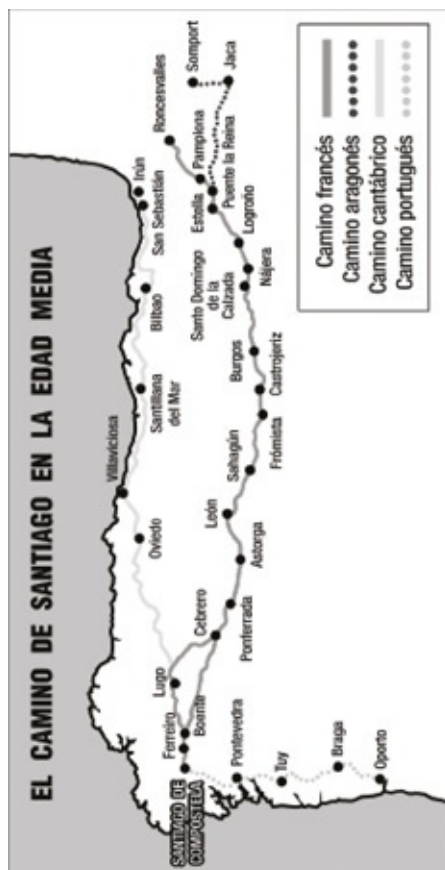 EL CAMINO DE SANTIAGO EN LA EDAD MEDIA
SANTIAGO DE
COMPOSTELA
Ferreiro
Boente
Lugo
Cebrero
Ponferrada
Astorga
León
Sahagún
Frómista
Castrojeriz
Burgos
Santo Domingo
de la
Calzada
Nájera
Logroño
Estella
Puente la Reina
Pamplona
Roncesvalles
Somport
Jaca
Oviedo
Villaviciosa
Santillana
del Mar
Bilbao
San Sebastián
Irún
Pontevedra
Tuy
Braga
Oporto
Camino francés
Camino aragonés
Camino cantábrico
Camino portugués